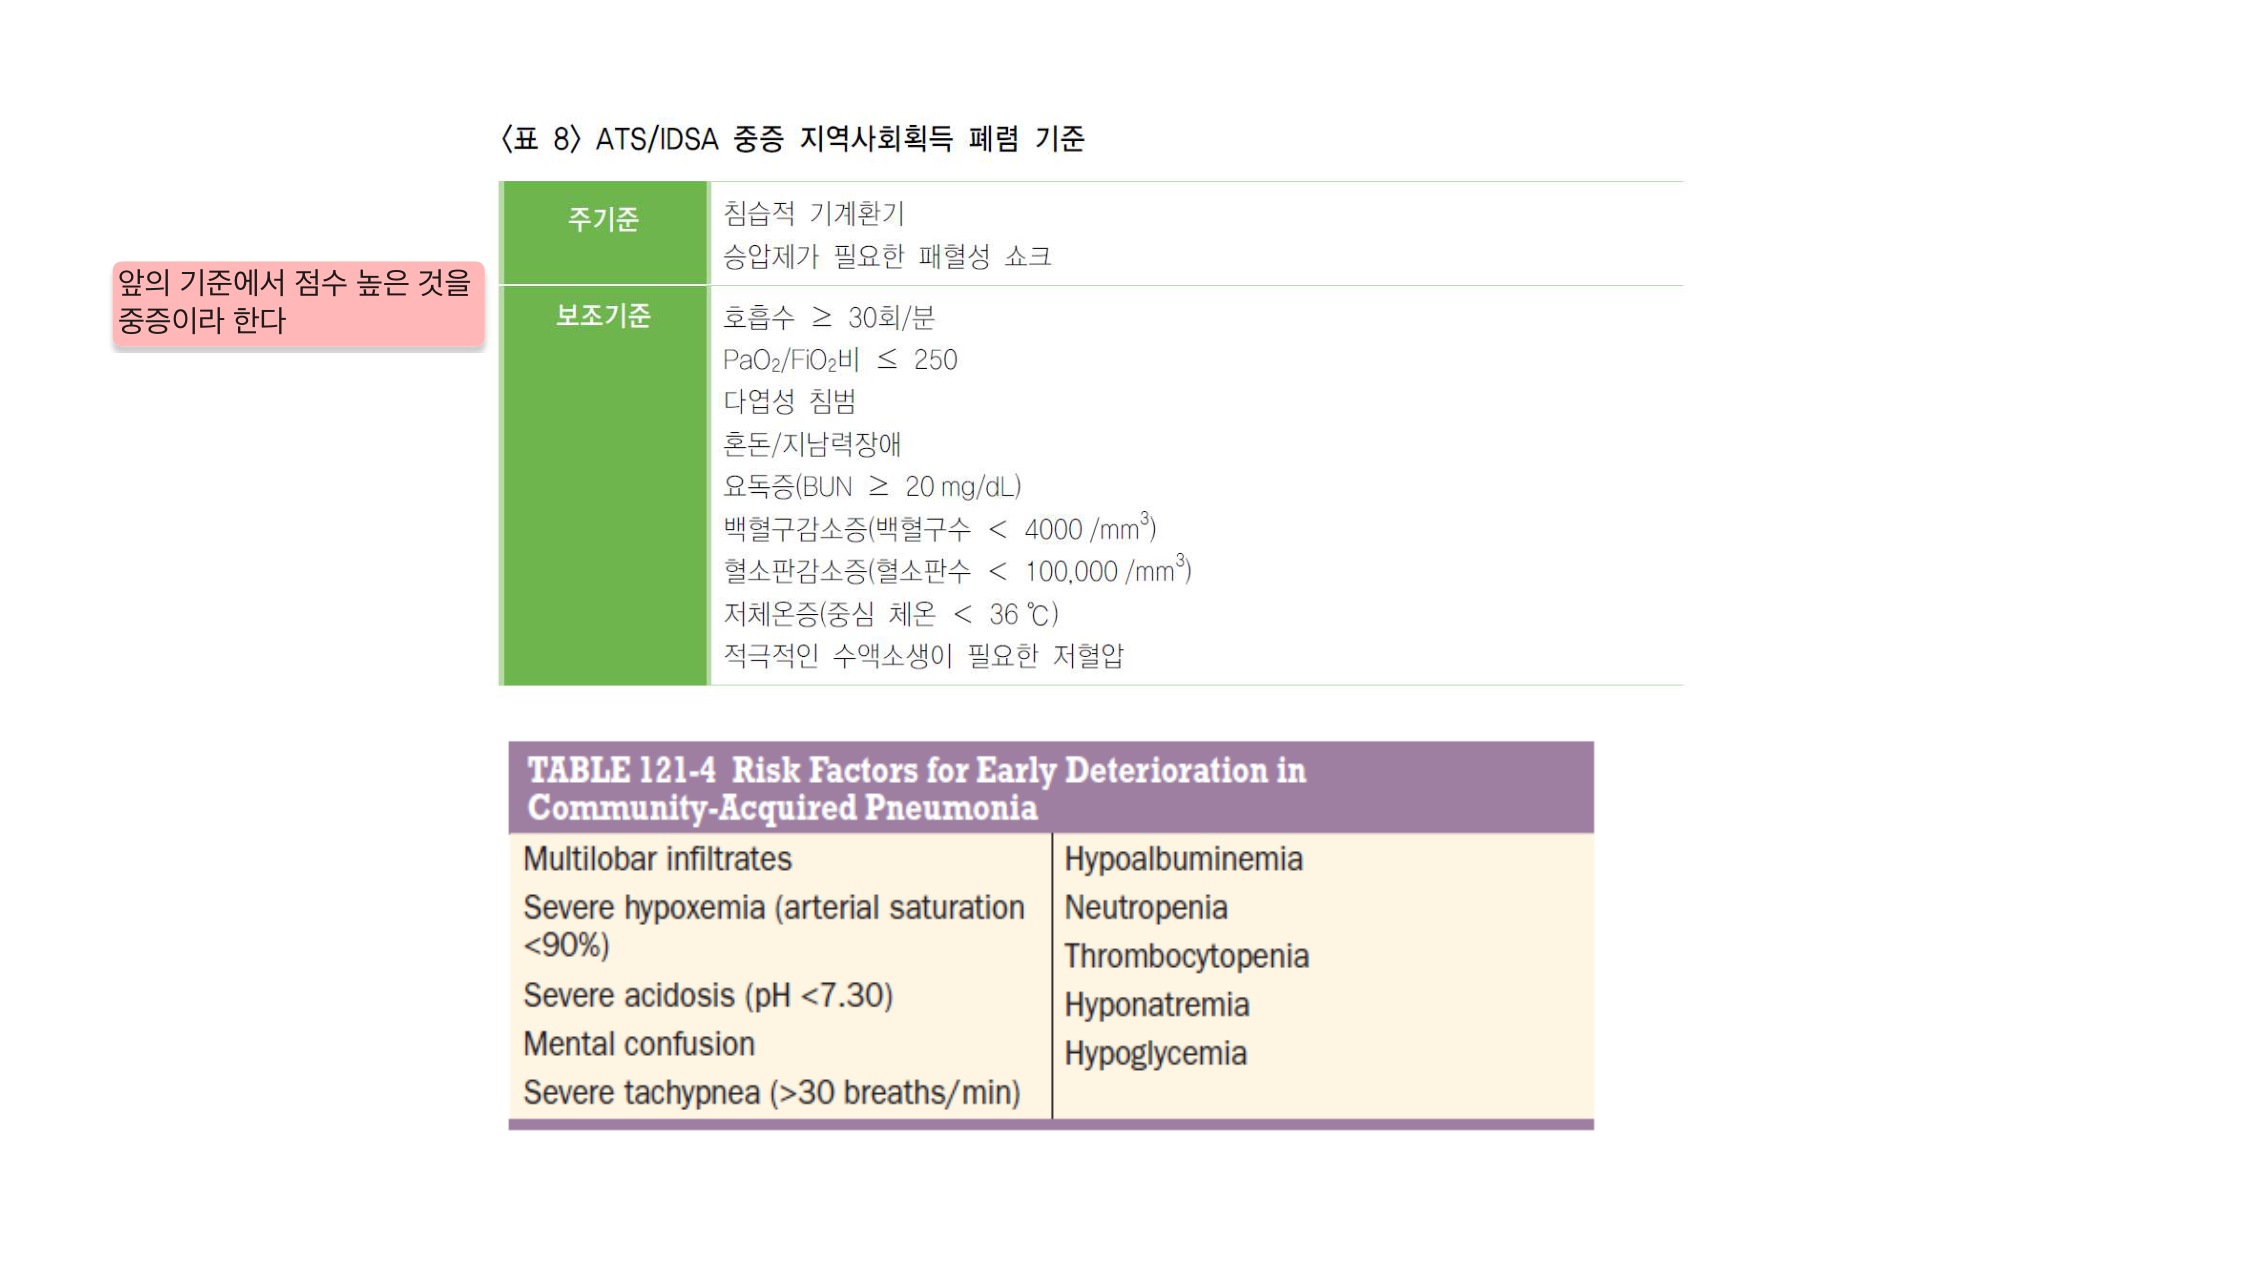 〈표 8〉 ATS/IDSA 중증 지역사회획득 폐렴 기준
주기준
침습적 기계환기
승압제가 필요한 패혈성 쇼크
앞의 기준에서 점수 높은 것을
중증이라 한다
보조기준
호흡수 ≥ 30회/분
PaO₂/FiO₂비 ≤ 250
다엽성 침범
혼돈/지남력장애
요독증(BUN ≥ 20 mg/dL)
백혈구감소증(백혈구수 < 4000 /mm³)
혈소판감소증(혈소판수 < 100,000 /mm³)
저체온증(중심 체온 < 36 ℃)
적극적인 수액소생이 필요한 저혈압
TABLE 121-4 Risk Factors for Early Deterioration in
Community-Acquired Pneumonia
Multilobar infiltrates
Severe hypoxemia (arterial saturation
<90%)
Severe acidosis (pH <7.30)
Mental confusion
Severe tachypnea (>30 breaths/min)
Hypoalbuminemia
Neutropenia
Thrombocytopenia
Hyponatremia
Hypoglycemia